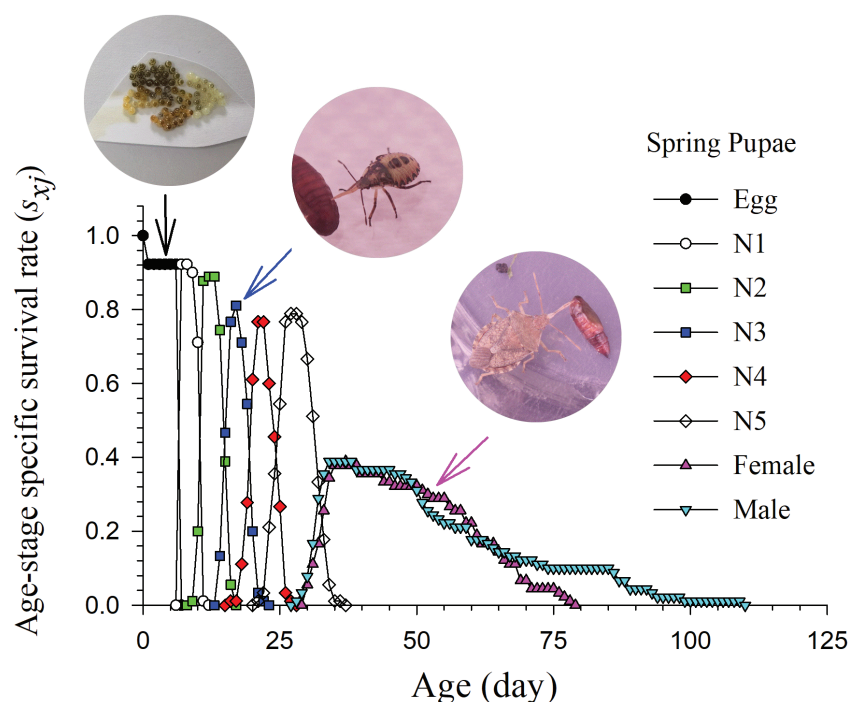 Spring Pupae
Egg
N1
N2
N3
N4
N5
Female
Male
Age-stage specific survival rate (sxj)
1.0
0.8
0.6
0.4
0.2
0.0
0 25 50 75 100 125
Age (day)